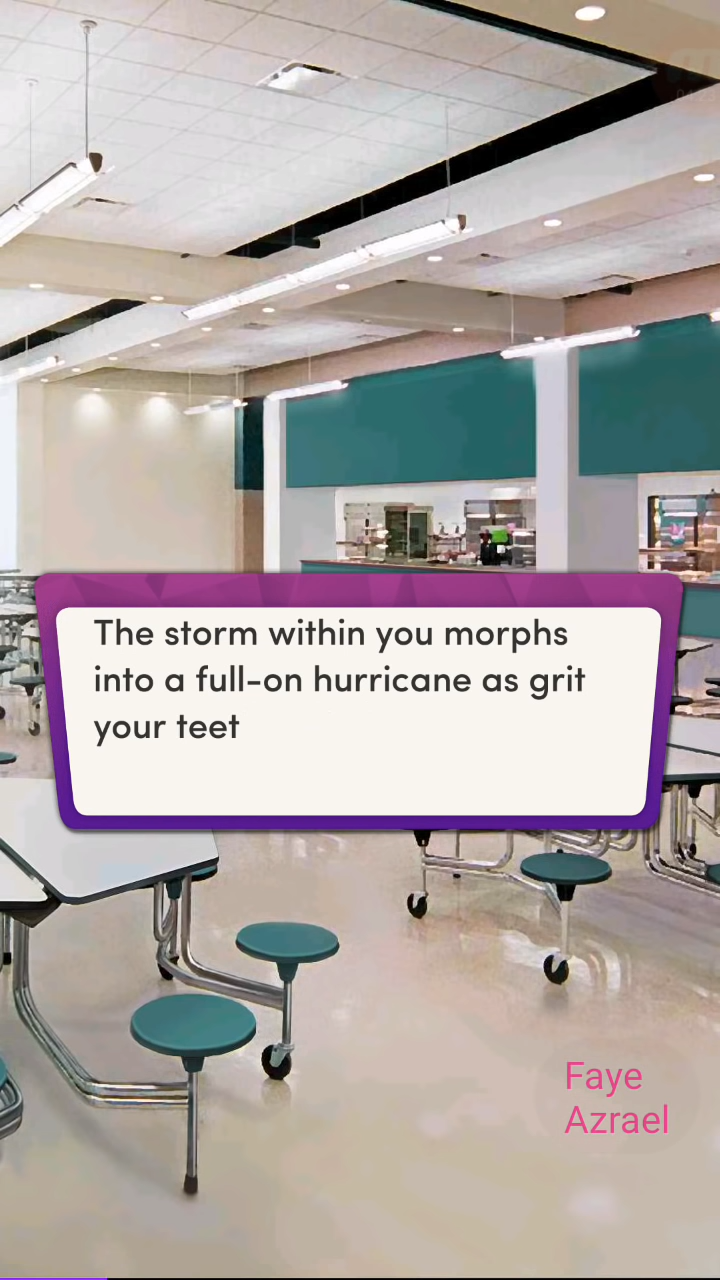 The storm within you morphs
into a full-on hurricane as grit
your teet
Faye
Azrael